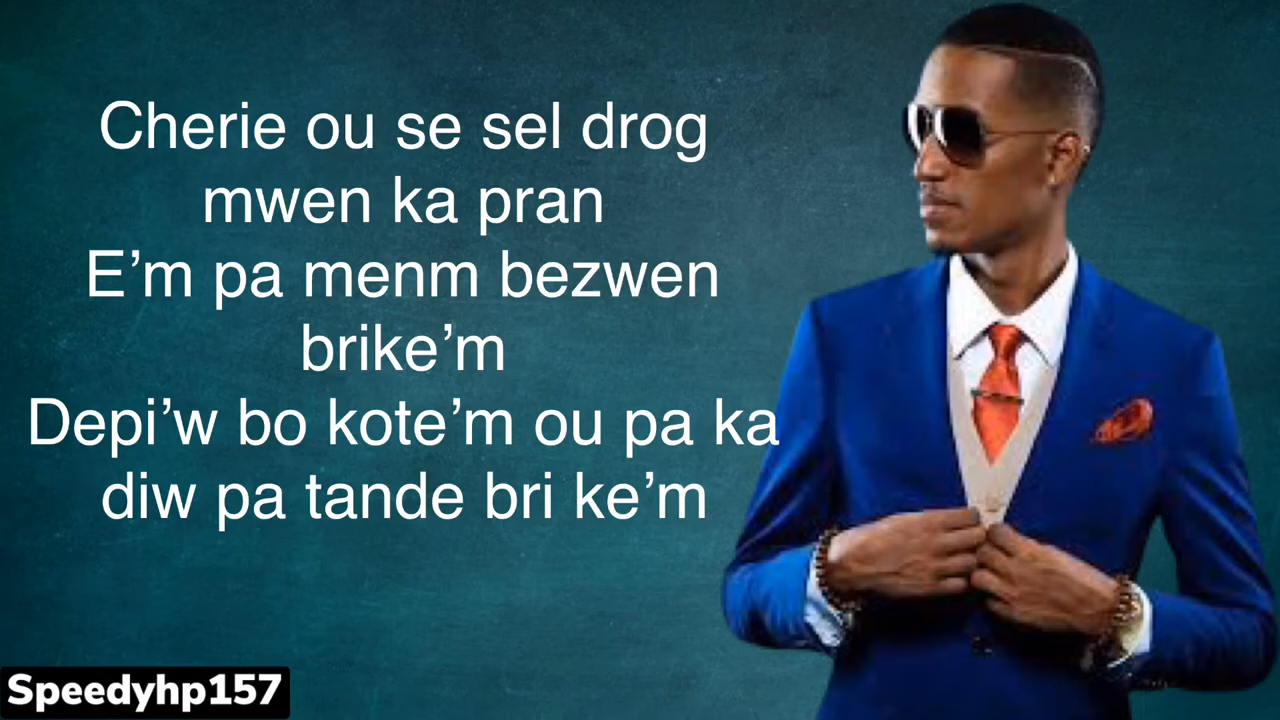 Cherie ou se sel drog
mwen ka pran
E’m pa menm bezwen
brike’m
Depi’w bo kote’m ou pa ka
diw pa tande bri ke’m
Speedyhp157